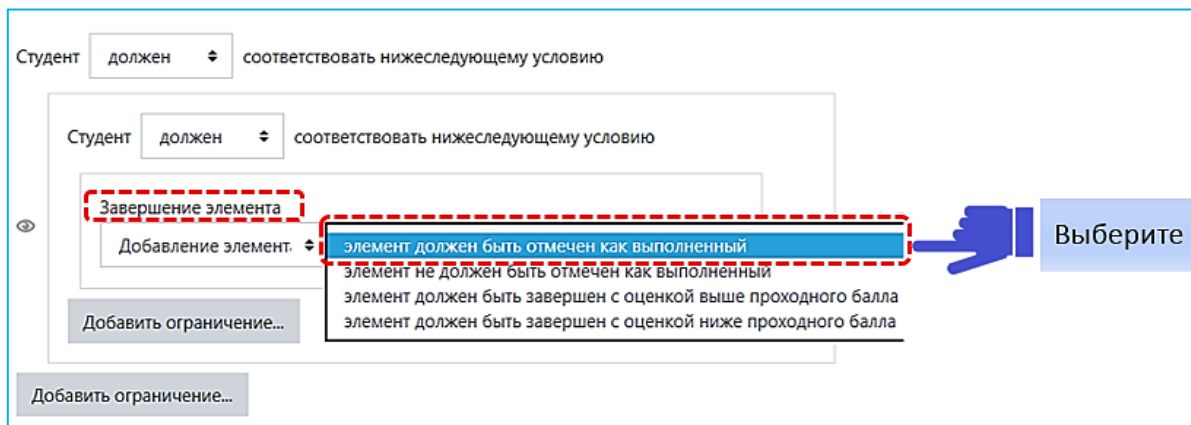 Студент должен соответствовать нижеследующему условию
Студент должен соответствовать нижеследующему условию
Завершение элемента
Добавление элемент
элемент должен быть отмечен как выполненный
элемент не должен быть отмечен как выполненный
элемент должен быть завершен с оценкой выше проходного балла
элемент должен быть завершен с оценкой ниже проходного балла
Выберите
Добавить ограничение...
Добавить ограничение...